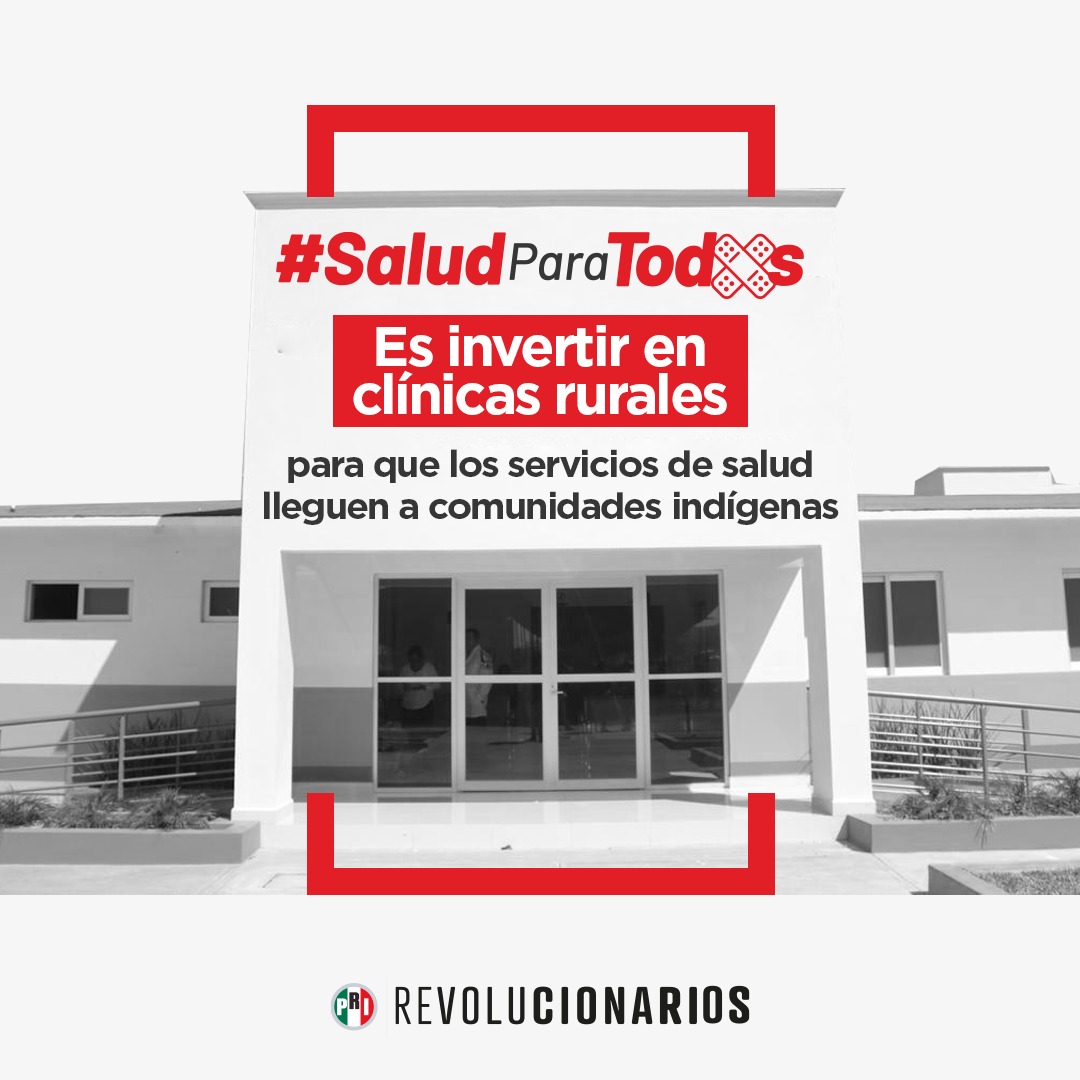 #SaludParaTodos
Es invertir en
clínicas rurales
para que los servicios de salud
lleguen a comunidades indígenas
PRI REVOLUCIONARIOS